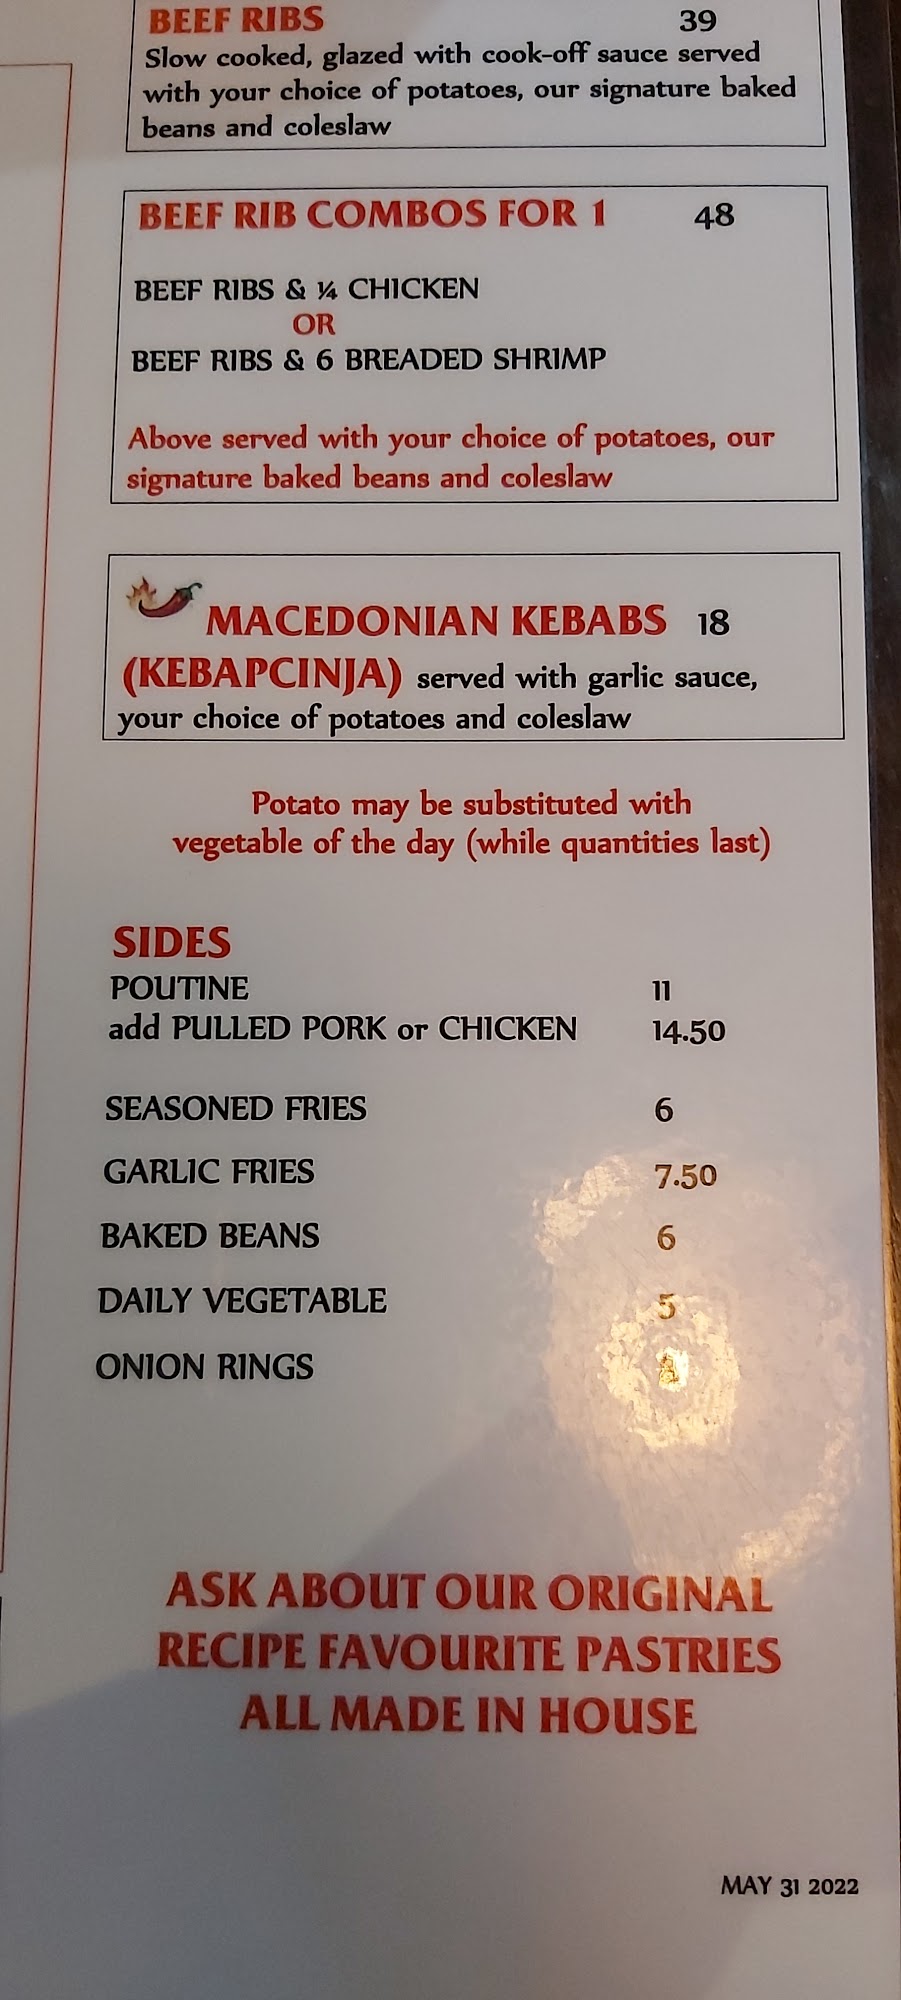 BEEF RIBS 39
Slow cooked, glazed with cook-off sauce served
with your choice of potatoes, our signature baked
beans and coleslaw
BEEF RIB COMBOS FOR 1 48
BEEF RIBS & ¼ CHICKEN
OR
BEEF RIBS & 6 BREADED SHRIMP
Above served with your choice of potatoes, our
signature baked beans and coleslaw
MACEDONIAN KEBABS 18
(KEBAPCINJA) served with garlic sauce,
your choice of potatoes and coleslaw
Potato may be substituted with
vegetable of the day (while quantities last)
SIDES
POUTINE 11
add PULLED PORK or CHICKEN 14.50
SEASONED FRIES 6
GARLIC FRIES 7.50
BAKED BEANS 6
DAILY VEGETABLE 5
ONION RINGS
ASK ABOUT OUR ORIGINAL
RECIPE FAVOURITE PASTRIES
ALL MADE IN HOUSE
MAY 31 2022